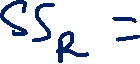 SS_R =